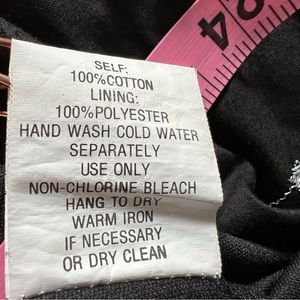 SELF:
100%COTTON
LINING:
100%POLYESTER
HAND WASH COLD WATER
SEPARATELY
USE ONLY
NON-CHLORINE BLEACH
HANG TO DRY
WARM IRON
IF NECESSARY
OR DRY CLEAN
24